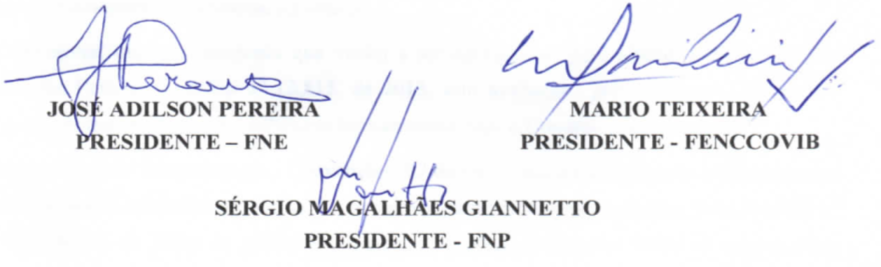 JOSÉ ADILSON PEREIRA
PRESIDENTE – FNE
MARIO TEIXEIRA
PRESIDENTE - FENCCOVIB
SÉRGIO MAGALHÃES GIANNETTO
PRESIDENTE - FNP